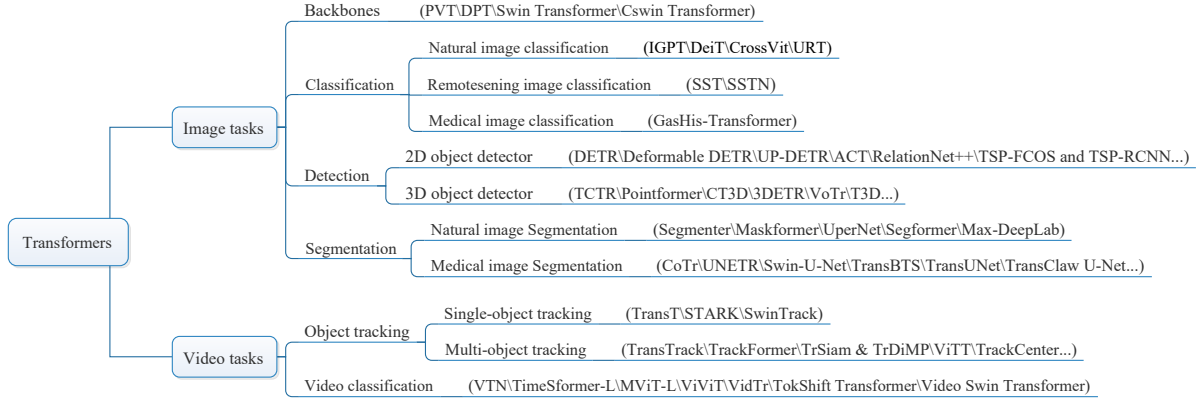 Backbones (PVT\DPT\Swin Transformer\Cswin Transformer)
Natural image classification (IGPT\DeiT\CrossVit\URT)
Classification Remotesening image classification (SST\SSTN)
Medical image classification (GasHis-Transformer)
Image tasks
2D object detector (DETR\Deformable DETR\UP-DETR\ACT\RelationNet++\TSP-FCOS and TSP-RCNN...)
Detection
3D object detector (TCTR\Pointformer\CT3D\3DETR\VoTr\T3D...)
Natural image Segmentation (Segmenter\Maskformer\UperNet\Segformer\Max-DeepLab)
Transformers
Segmentation
Medical image Segmentation (CoTr\UNETR\Swin-U-Net\TransBTS\TransUNet\TransClaw U-Net...)
Single-object tracking (TransT\STARK\SwinTrack)
Object tracking
Multi-object tracking (TransTrack\TrackFormer\TrSiam & TrDiMP\ViTT\TrackCenter...)
Video tasks
Video classification (VTN\TimeSformer-L\MViT-L\ViViT\VidTr\TokShift Transformer\Video Swin Transformer)